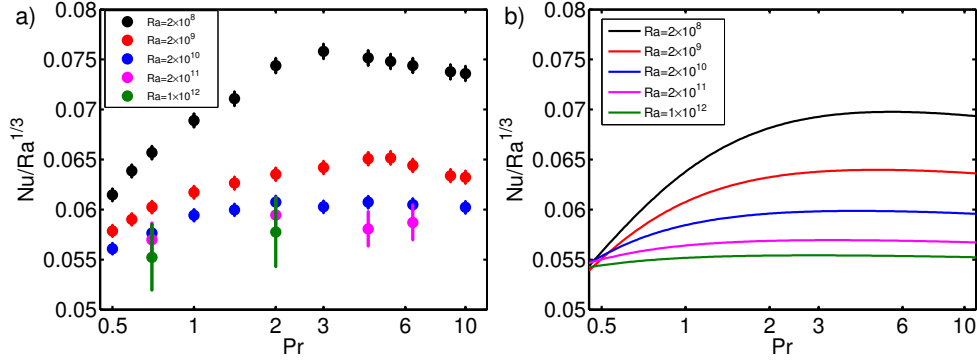 a)
0.08
0.075
0.07
0.065
0.06
0.055
0.05
Nu/Ra^{1/3}
Ra=2×10^8
Ra=2×10^9
Ra=2×10^{10}
Ra=2×10^{11}
Ra=1×10^{12}
0.5 1 2 3 6 10
Pr
b)
0.08
0.075
0.07
0.065
0.06
0.055
0.05
Nu/Ra^{1/3}
Ra=2×10^8
Ra=2×10^9
Ra=2×10^{10}
Ra=2×10^{11}
Ra=1×10^{12}
0.5 1 2 3 6 10
Pr